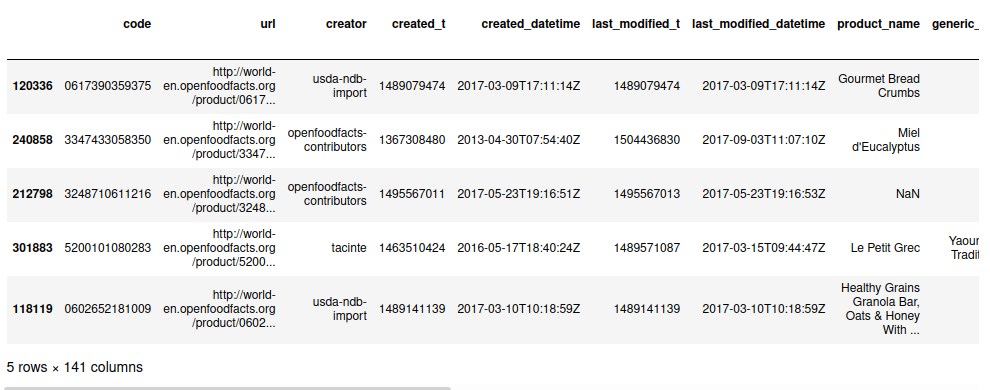 code url creator created_t created_datetime last_modified_t last_modified_datetime product_name generic_
120336 0617390359375 http://world-en.openfoodfacts.org/product/0617... usda-ndb-import 1489079474 2017-03-09T17:11:14Z 1489079474 2017-03-09T17:11:14Z Gourmet Bread Crumbs
240858 3347433058350 http://world-en.openfoodfacts.org/product/3347... openfoodfacts-contributors 1367308480 2013-04-30T07:54:40Z 1504436830 2017-09-03T11:07:10Z Miel d'Eucalyptus
212798 3248710611216 http://world-en.openfoodfacts.org/product/3248... openfoodfacts-contributors 1495567011 2017-05-23T19:16:51Z 1495567013 2017-05-23T19:16:53Z NaN
301883 5200101080283 http://world-en.openfoodfacts.org/product/5200... tacinte 1463510424 2016-05-17T18:40:24Z 1489571087 2017-03-15T09:44:47Z Le Petit Grec Yaour Tradit
118119 0602652181009 http://world-en.openfoodfacts.org/product/0602... usda-ndb-import 1489141139 2017-03-10T10:18:59Z 1489141139 2017-03-10T10:18:59Z Healthy Grains Granola Bar, Oats & Honey With ...
5 rows × 141 columns